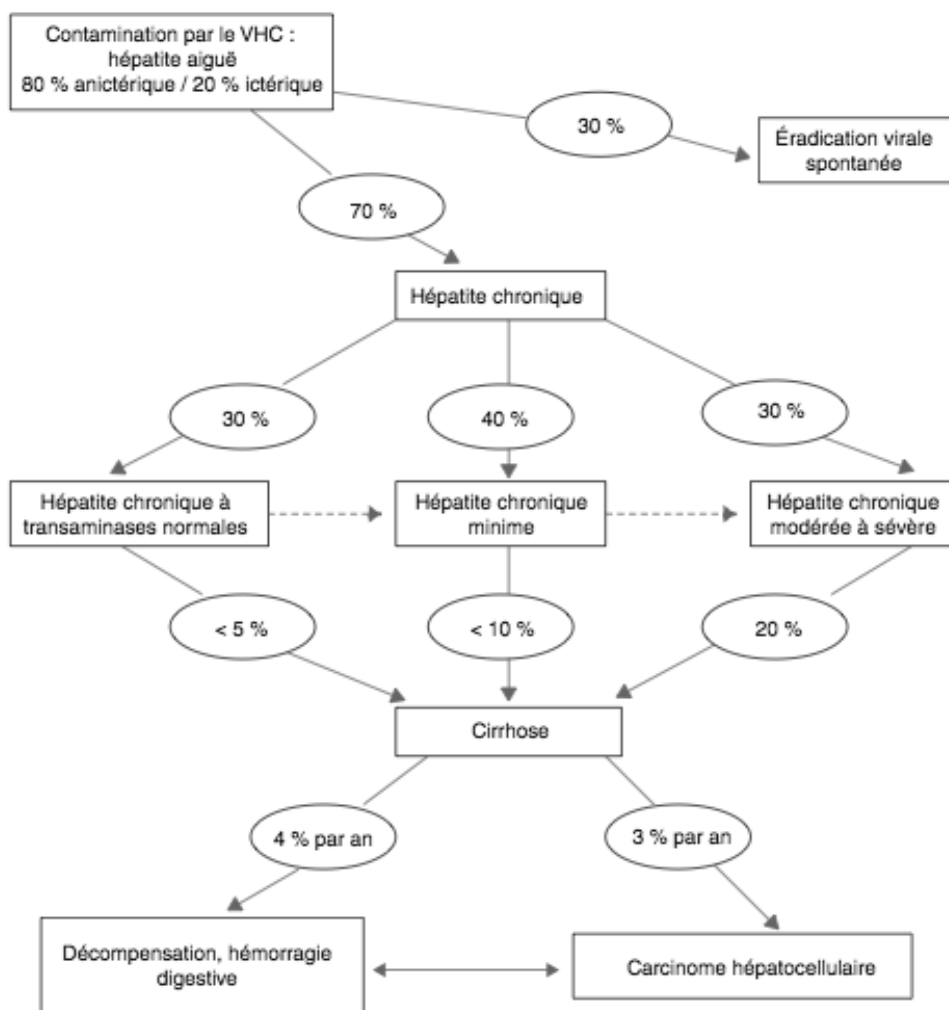 Contamination par le VHC :
hépatite aiguë
80 % anictérique / 20 % ictérique
30 %
Éradication virale
spontanée
70 %
Hépatite chronique
30 %
40 %
30 %
Hépatite chronique à
transaminases normales
Hépatite chronique
minime
Hépatite chronique
modérée à sévère
< 5 %
< 10 %
20 %
Cirrhose
4 % par an
3 % par an
Décompensation, hémorragie
digestive
Carcinome hépatocellulaire